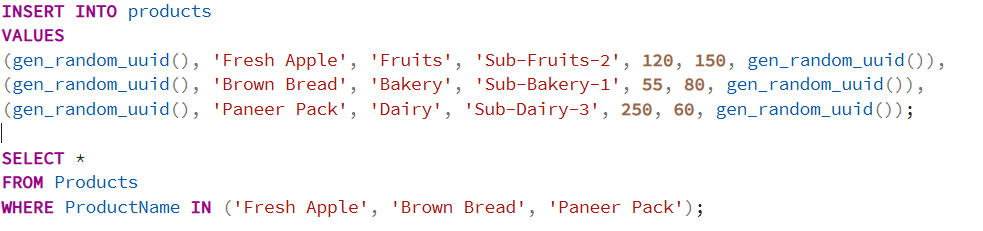 INSERT INTO products
VALUES
(gen_random_uuid(), 'Fresh Apple', 'Fruits', 'Sub-Fruits-2', 120, 150, gen_random_uuid()),
(gen_random_uuid(), 'Brown Bread', 'Bakery', 'Sub-Bakery-1', 55, 80, gen_random_uuid()),
(gen_random_uuid(), 'Paneer Pack', 'Dairy', 'Sub-Dairy-3', 250, 60, gen_random_uuid());
SELECT *
FROM Products
WHERE ProductName IN ('Fresh Apple', 'Brown Bread', 'Paneer Pack');